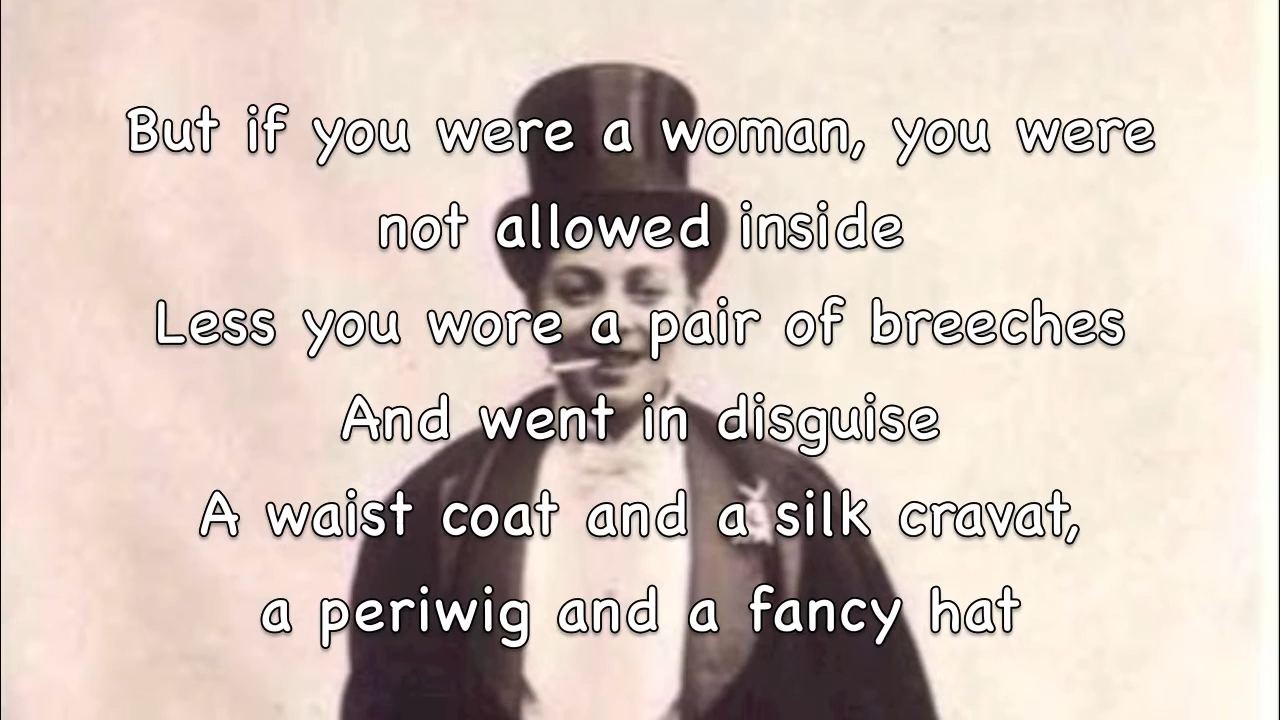 But if you were a woman, you were
not allowed inside
Less you wore a pair of breeches
And went in disguise
A waist coat and a silk cravat,
a periwig and a fancy hat